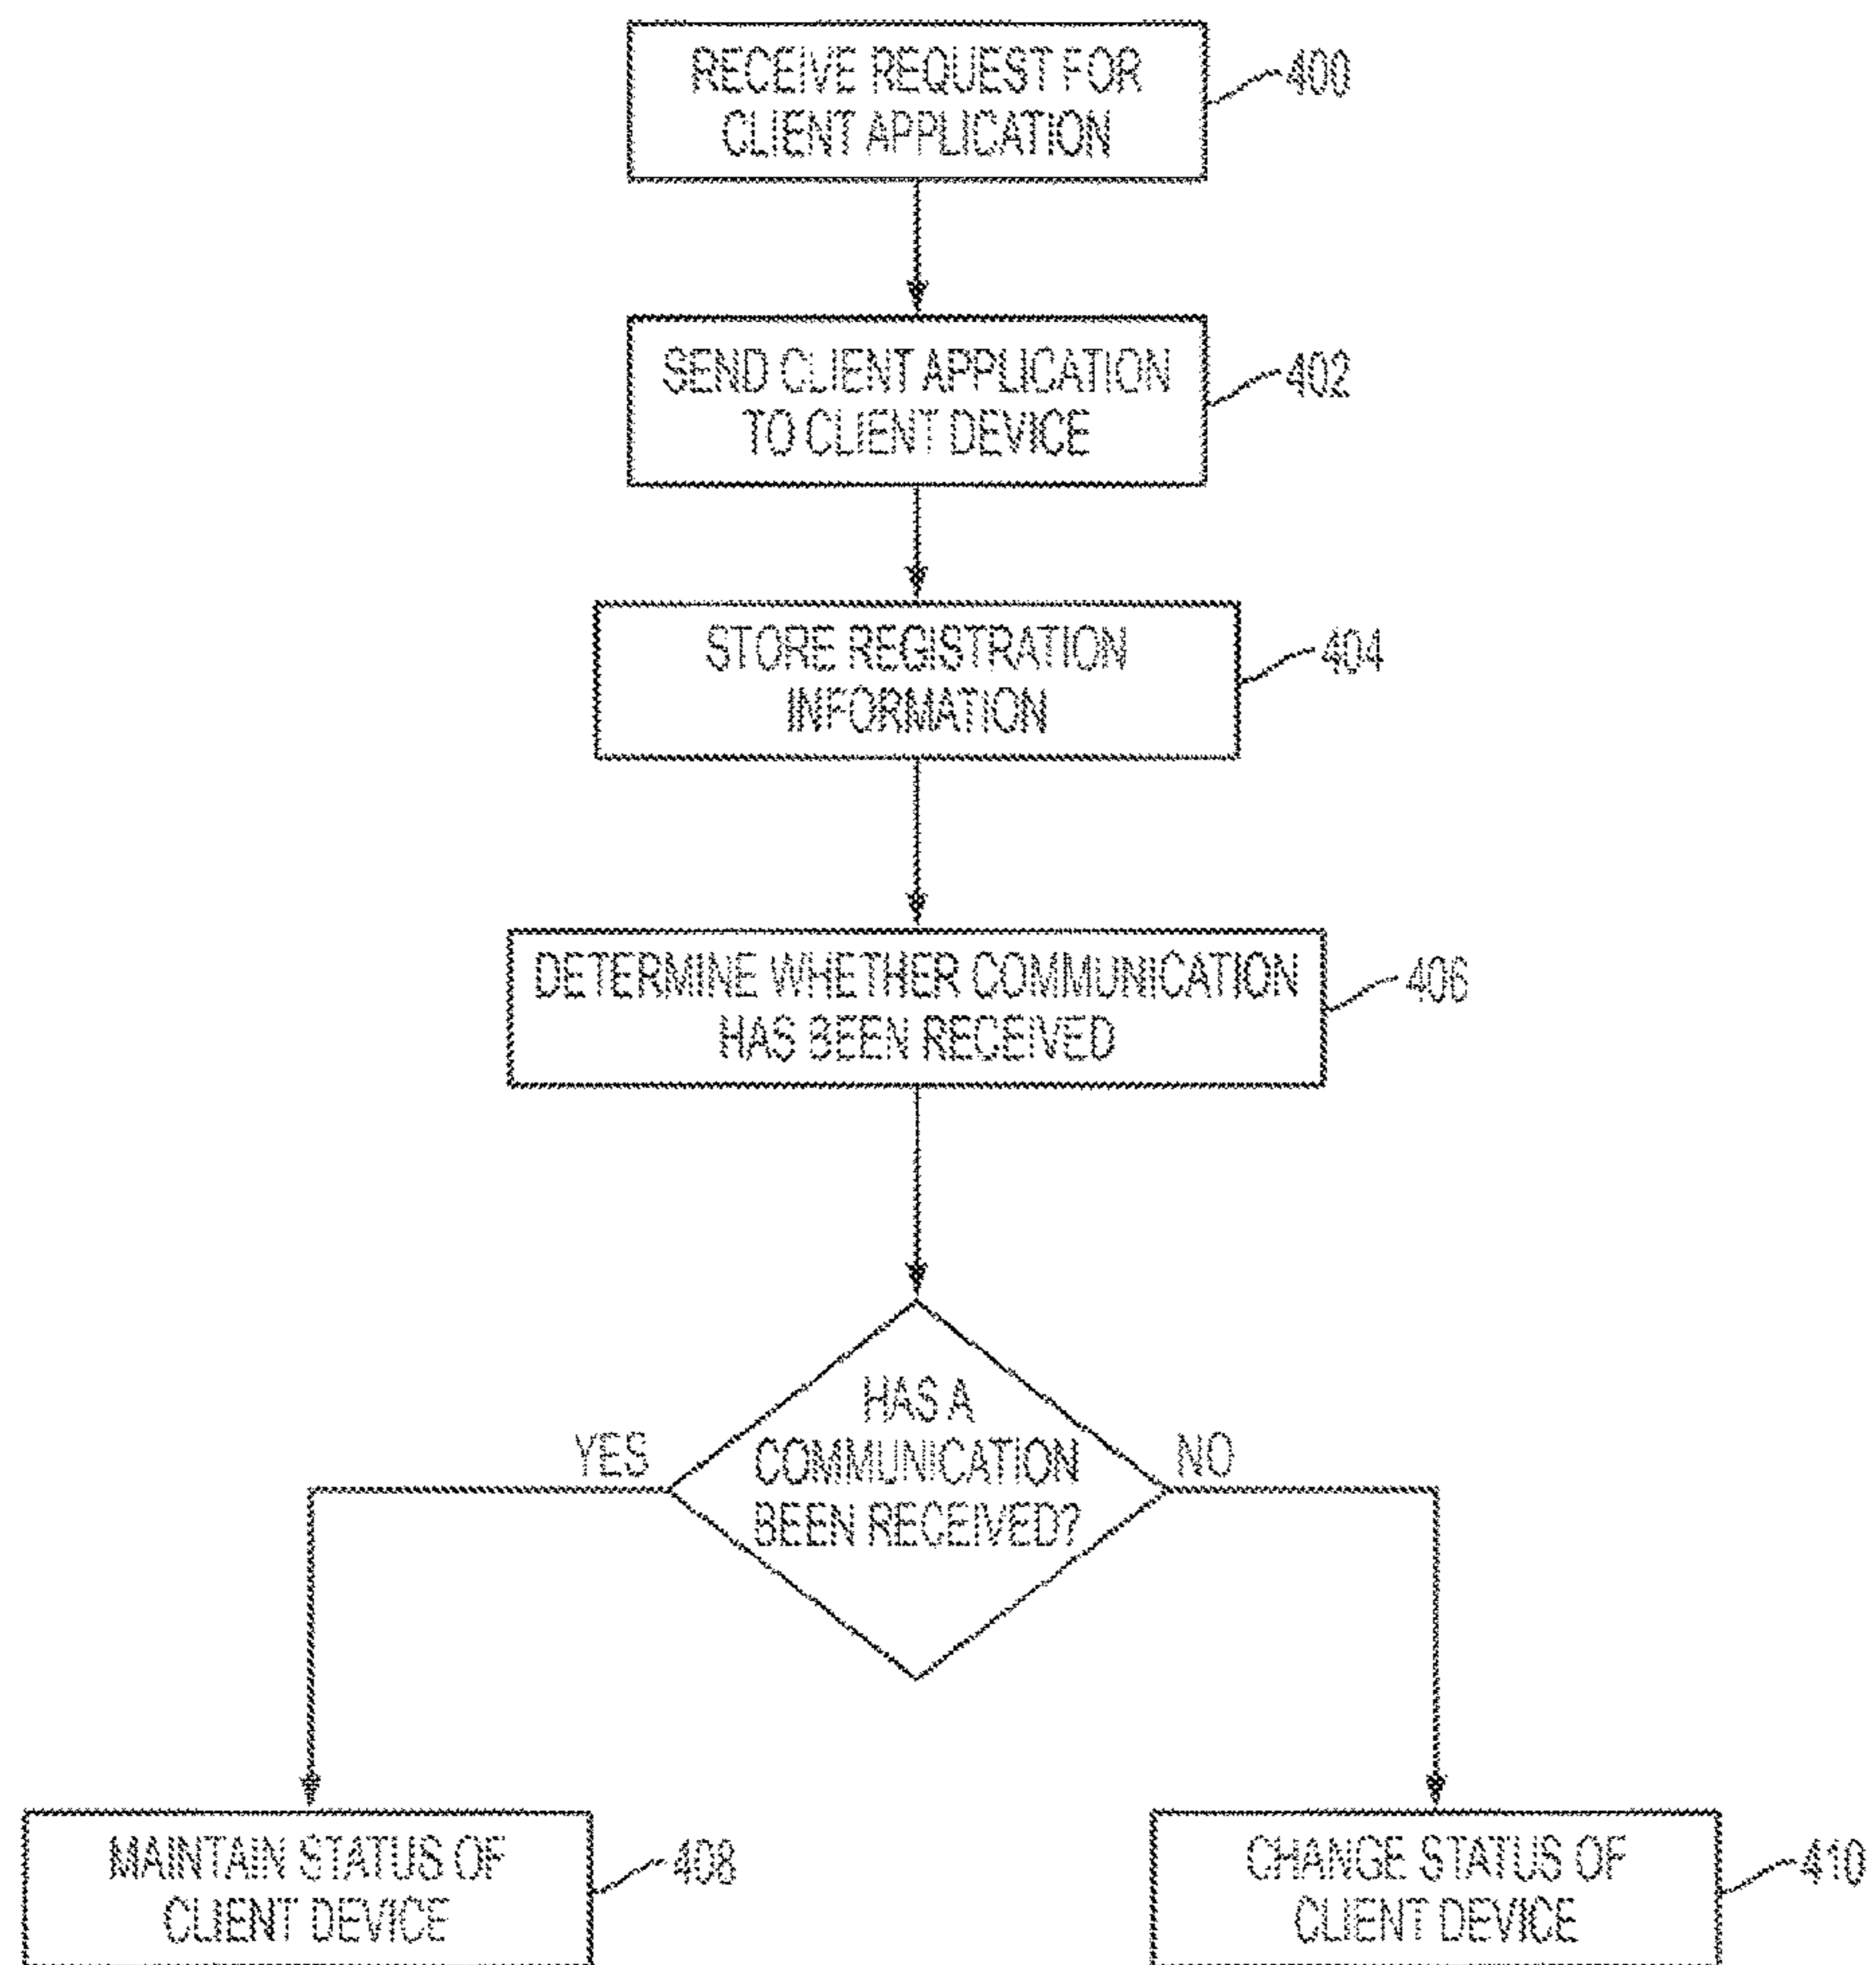 RECEIVE REQUEST FOR
CLIENT APPLICATION
400
SEND CLIENT APPLICATION
TO CLIENT DEVICE
402
STORE REGISTRATION
INFORMATION
404
DETERMINE WHETHER COMMUNICATION
HAS BEEN RECEIVED
406
HAS A
COMMUNICATION
BEEN RECEIVED?
YES
NO
MAINTAIN STATUS OF
CLIENT DEVICE
408
CHANGE STATUS OF
CLIENT DEVICE
410